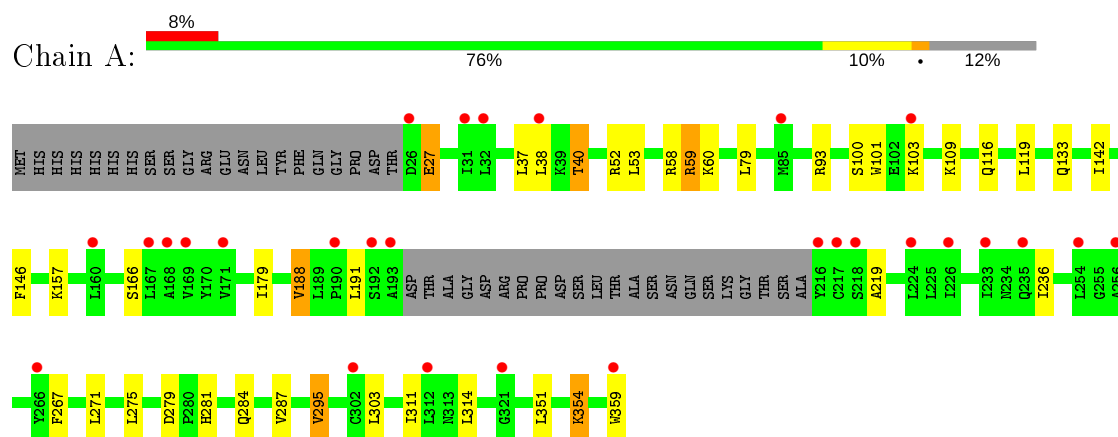 8%
Chain A:
76% 10% • 12%
MET HIS HIS HIS HIS HIS HIS SER SER GLY ARG GLU ASN LEU TYR PHE GLN GLY PRO ASP THR D26 E27 I31 L32 L37 L38 K39 T40 R52 L53 R58 R59 K60 L79 M85 R93 S100 W101 E102 K103 K109 Q116 L119 Q133 I142
F146 K157 L160 S166 L167 A168 V169 Y170 V171 I179 V188 L189 P190 L191 S192 A193 ASP THR ALA GLY ASP ARG PRO PRO ASP SER LEU THR ALA SER ASN GLN SER LYS GLY THR SER ALA Y216 C217 S218 A219 L224 L225 I226 I233 N234 Q235 I236 L254 G255 A256
Y266 F267 L271 L275 D279 P280 H281 Q284 V287 V295 C302 L303 I311 L312 N313 L314 G321 L351 K354 W359